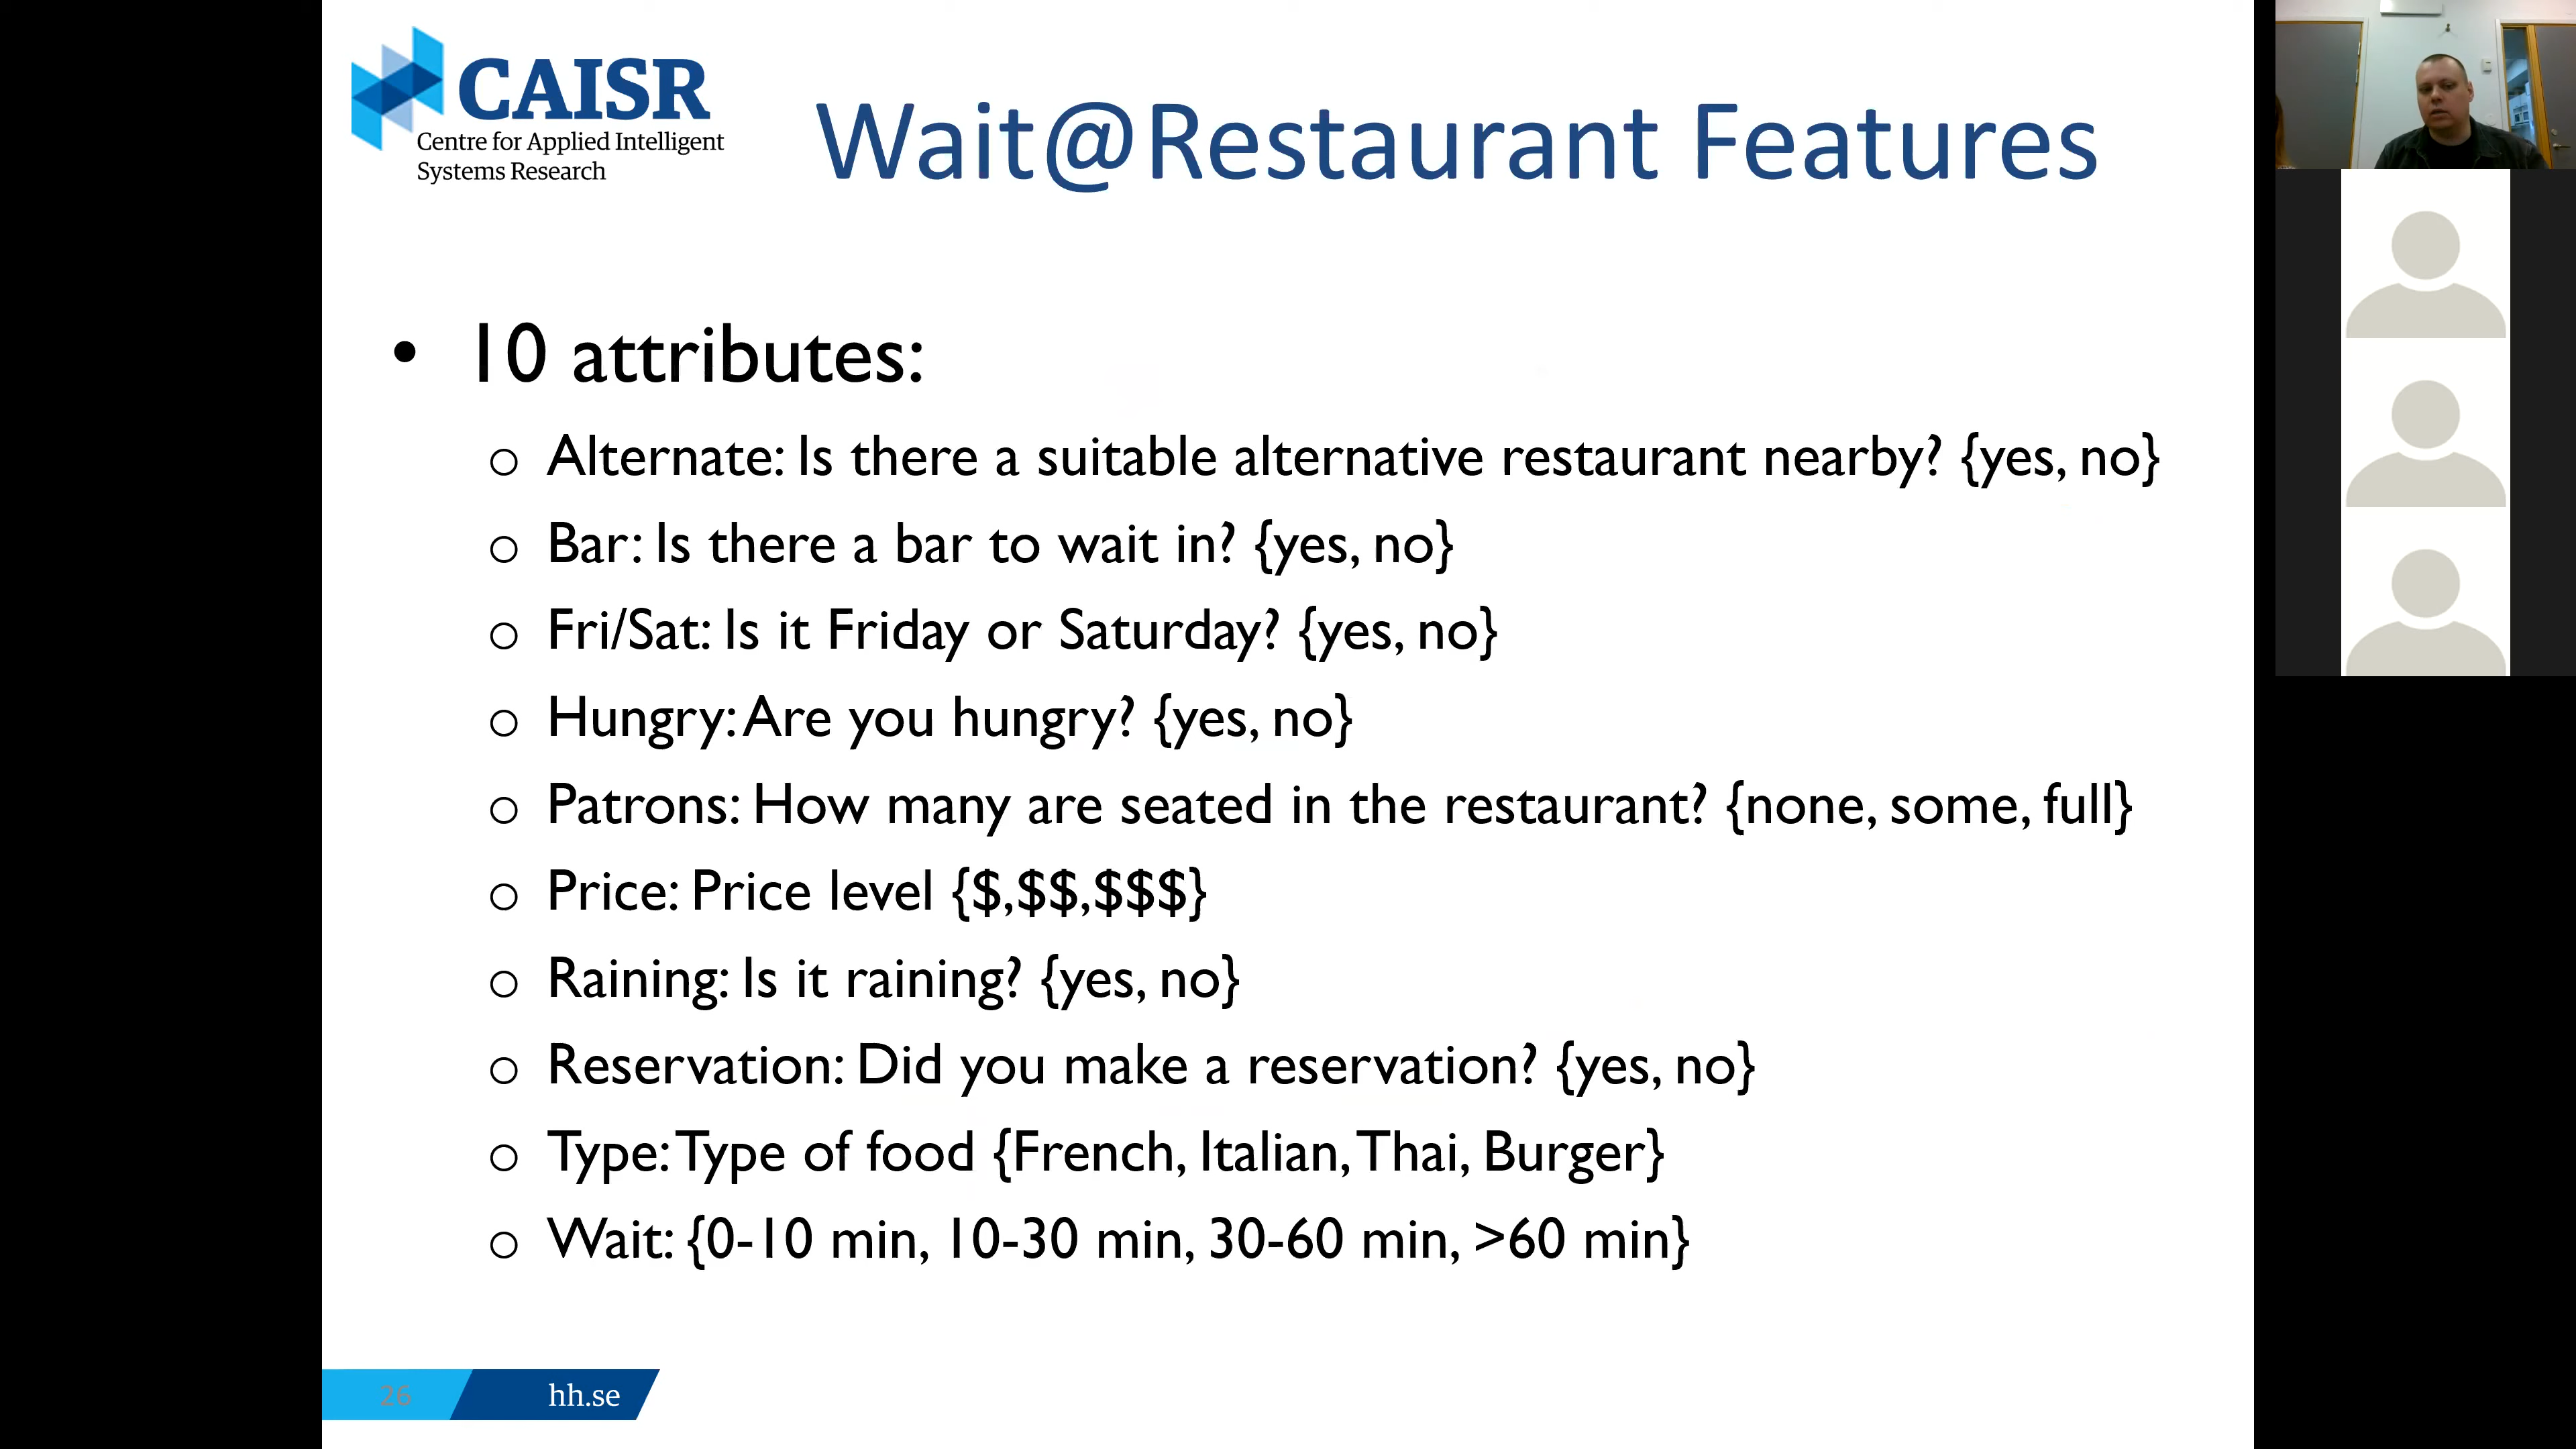 CAISR
Centre for Applied Intelligent
Systems Research
Wait@Restaurant Features
• 10 attributes:
o Alternate: Is there a suitable alternative restaurant nearby? {yes, no}
o Bar: Is there a bar to wait in? {yes, no}
o Fri/Sat: Is it Friday or Saturday? {yes, no}
o Hungry: Are you hungry? {yes, no}
o Patrons: How many are seated in the restaurant? {none, some, full}
o Price: Price level {$,$$,$$$}
o Raining: Is it raining? {yes, no}
o Reservation: Did you make a reservation? {yes, no}
o Type: Type of food {French, Italian, Thai, Burger}
o Wait: {0-10 min, 10-30 min, 30-60 min, >60 min}
26 hh.se